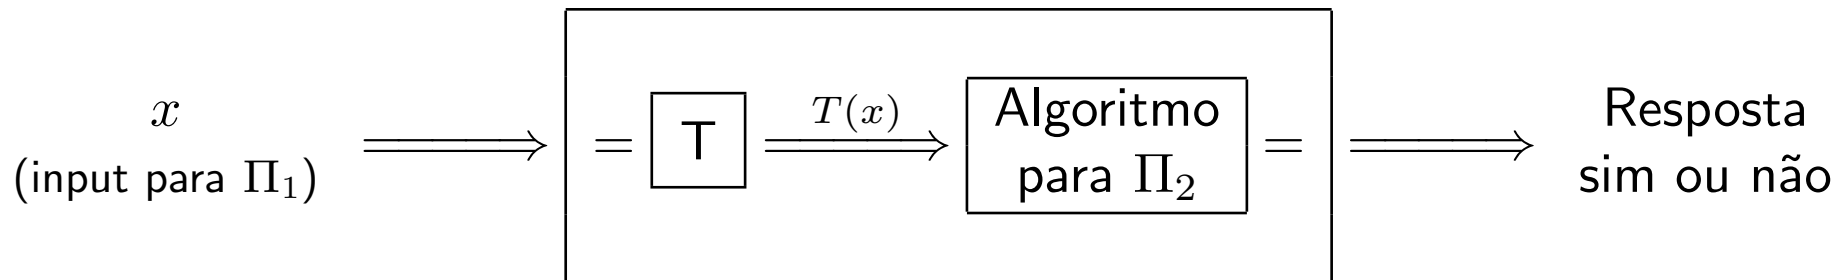 x
(input para Π₁)
= T
T(x)
Algoritmo
para Π₂
=
Resposta
sim ou não